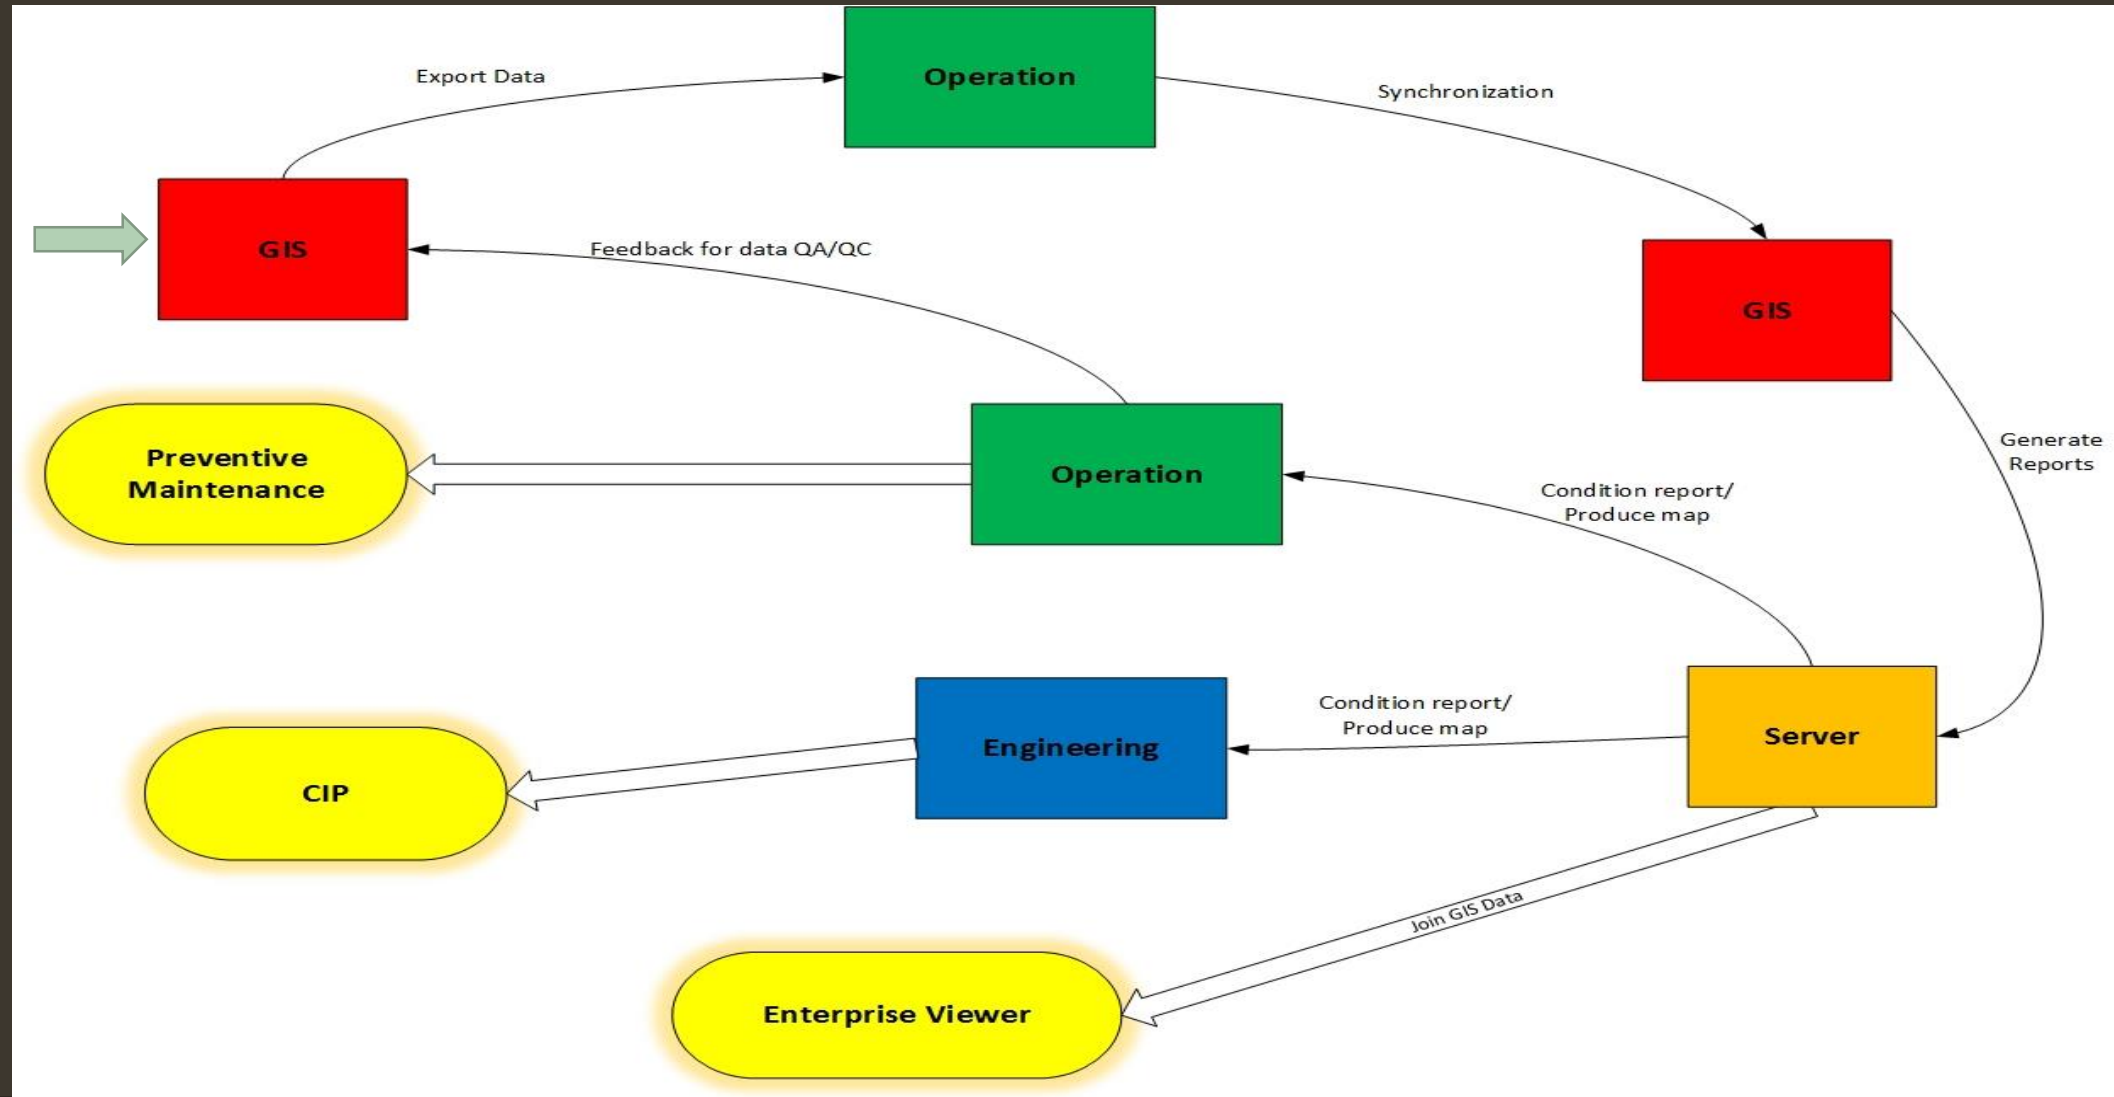 Export Data
Operation
Synchronization
GIS
Feedback for data QA/QC
GIS
Preventive
Maintenance
Operation
Condition report/
Produce map
Generate
Reports
Engineering
Condition report/
Produce map
Server
CIP
Join GIS Data
Enterprise Viewer